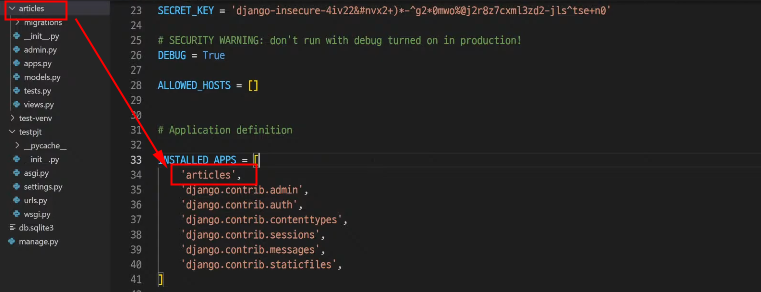 articles
migrations
__init__.py
admin.py
apps.py
models.py
tests.py
views.py
test-venv
testpjt
__pycache__
__init__.py
asgi.py
settings.py
urls.py
wsgi.py
db.sqlite3
manage.py
23 SECRET_KEY = 'django-insecure-4iv22&#nvx2+)*-^g2*0mwo%@j2r8z7cxml3zd2-jls^tse+n0'
24
25 # SECURITY WARNING: don't run with debug turned on in production!
26 DEBUG = True
27
28 ALLOWED_HOSTS = []
29
30
31 # Application definition
32
33 INSTALLED_APPS = [
34 'articles',
35 'django.contrib.admin',
36 'django.contrib.auth',
37 'django.contrib.contenttypes',
38 'django.contrib.sessions',
39 'django.contrib.messages',
40 'django.contrib.staticfiles',
41 ]